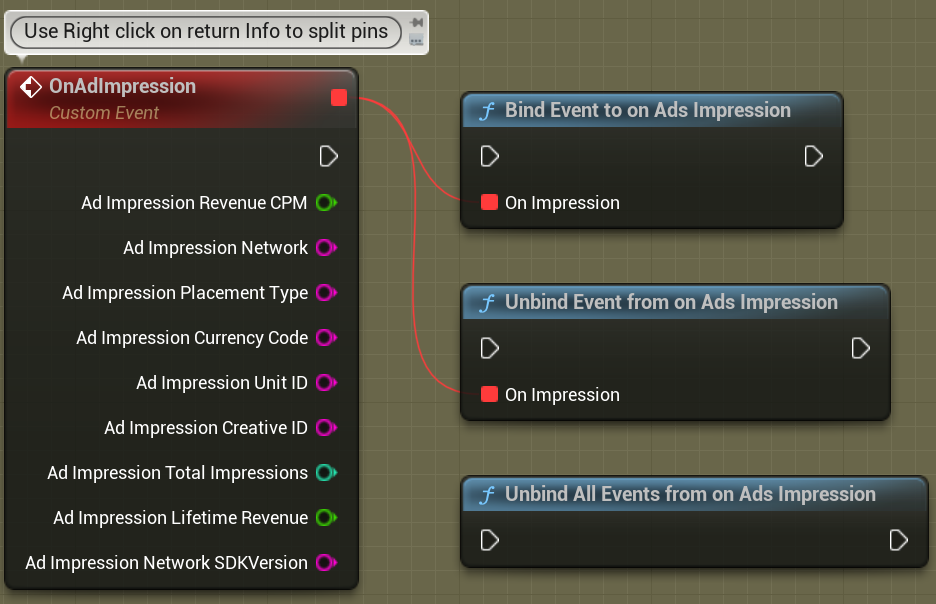 Use Right click on return Info to split pins
OnAdImpression
Custom Event
Ad Impression Revenue CPM
Ad Impression Network
Ad Impression Placement Type
Ad Impression Currency Code
Ad Impression Unit ID
Ad Impression Creative ID
Ad Impression Total Impressions
Ad Impression Lifetime Revenue
Ad Impression Network SDKVersion
Bind Event to on Ads Impression
On Impression
Unbind Event from on Ads Impression
On Impression
Unbind All Events from on Ads Impression